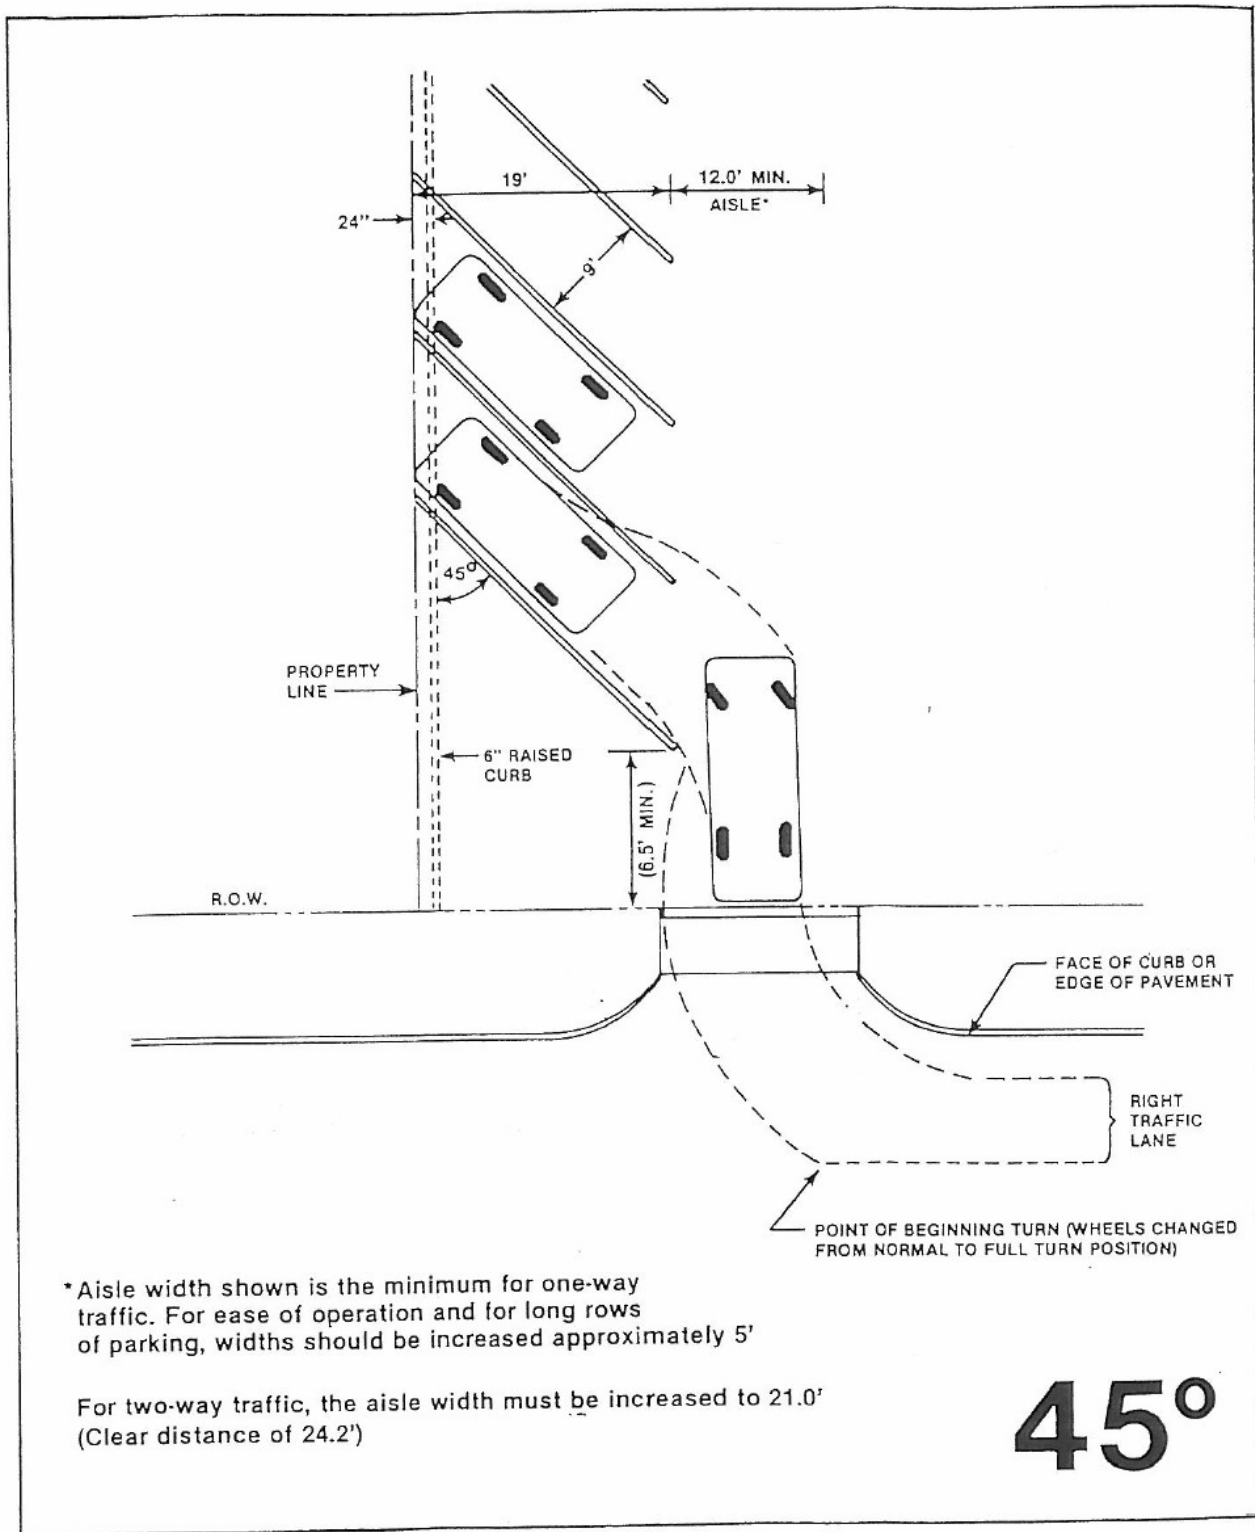 19'
12.0' MIN.
AISLE*
24"
9'
45°
PROPERTY
LINE
6" RAISED
CURB
(6.5' MIN.)
R.O.W.
FACE OF CURB OR
EDGE OF PAVEMENT
RIGHT
TRAFFIC
LANE
POINT OF BEGINNING TURN (WHEELS CHANGED
FROM NORMAL TO FULL TURN POSITION)
*Aisle width shown is the minimum for one-way
traffic. For ease of operation and for long rows
of parking, widths should be increased approximately 5'
For two-way traffic, the aisle width must be increased to 21.0'
(Clear distance of 24.2')
45°